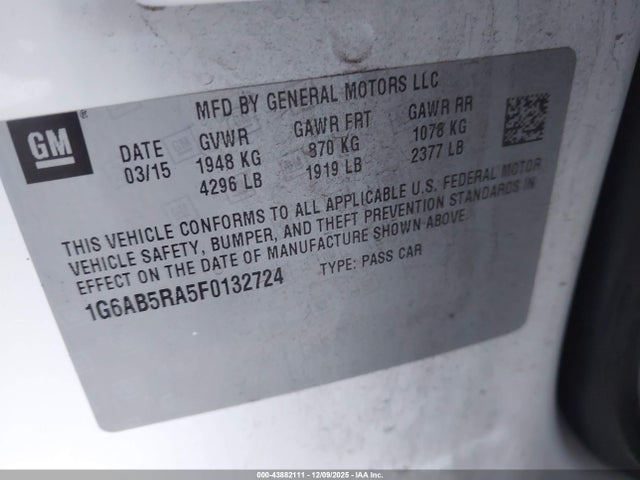 MFD BY GENERAL MOTORS LLC
GM ®
DATE GVWR GAWR FRT GAWR RR
03/15 1948 KG 870 KG 1078 KG
4296 LB 1919 LB 2377 LB
THIS VEHICLE CONFORMS TO ALL APPLICABLE U.S. FEDERAL MOTOR
VEHICLE SAFETY, BUMPER, AND THEFT PREVENTION STANDARDS IN
EFFECT ON THE DATE OF MANUFACTURE SHOWN ABOVE.
1G6AB5RA5F0132724 TYPE: PASS CAR
000-43882111 - 12/09/2025 - IAA Inc.